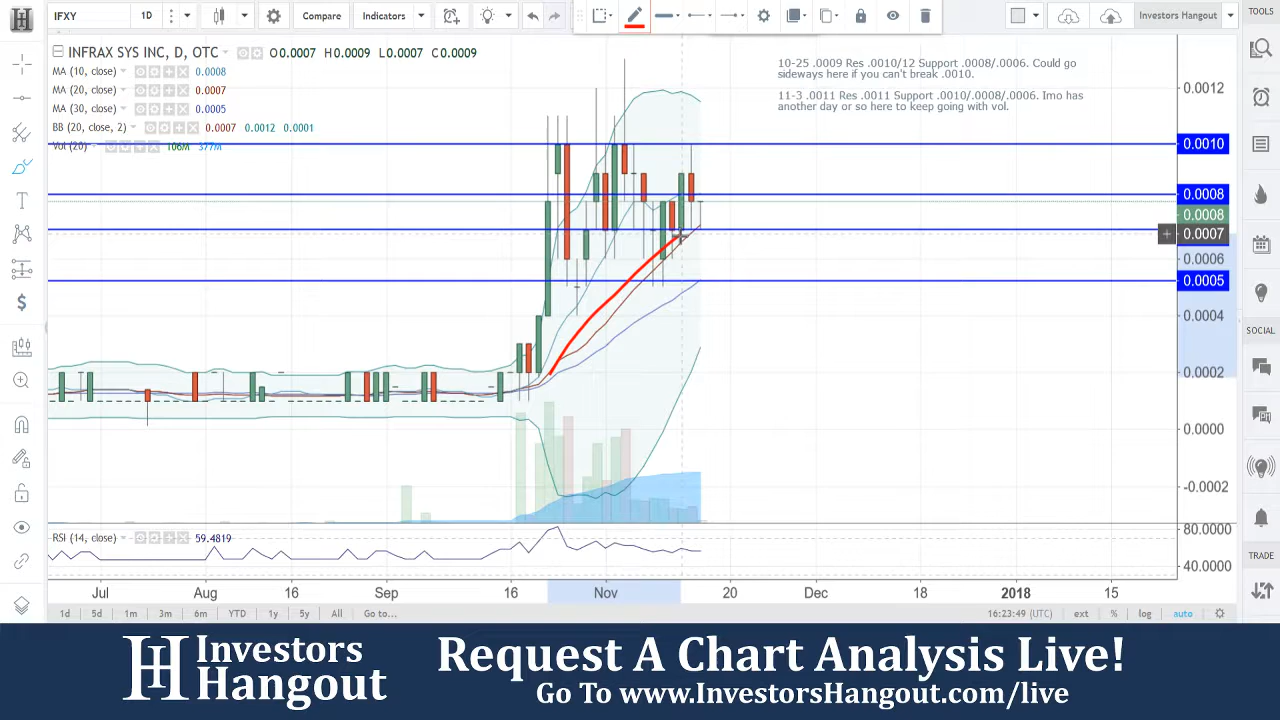 IFXY
1D
Compare
Indicators
Investors Hangout
TOOLS
INFRAX SYS INC, D, OTC
O0.0007 H0.0009 L0.0007 C0.0009
MA (10, close) 0.0008
MA (20, close) 0.0007
MA (30, close) 0.0005
BB (20, close, 2) 0.0007 0.0012 0.0001
Vol (20) 106M 377M
10-25 .0009 Res .0010/12 Support .0008/.0006. Could go
sideways here if you can't break .0010.
11-3 .0011 Res .0011 Support .0010/.0008/.0006. Imo has
another day or so here to keep going with vol.
0.0012
0.0010
0.0008
0.0008
0.0007
0.0006
0.0005
0.0004
0.0002
0.0000
-0.0002
SOCIAL
RSI (14, close) 59.4819
80.0000
40.0000
TRADE
Jul Aug 16 Sep 16 Nov 20 Dec 18 2018 15
1d 5d 1m 3m 6m YTD 1y 5y All Go to...
16:23:49 (UTC) ext % log auto
Investors
Hangout
Request A Chart Analysis Live!
Go To www.InvestorsHangout.com/live